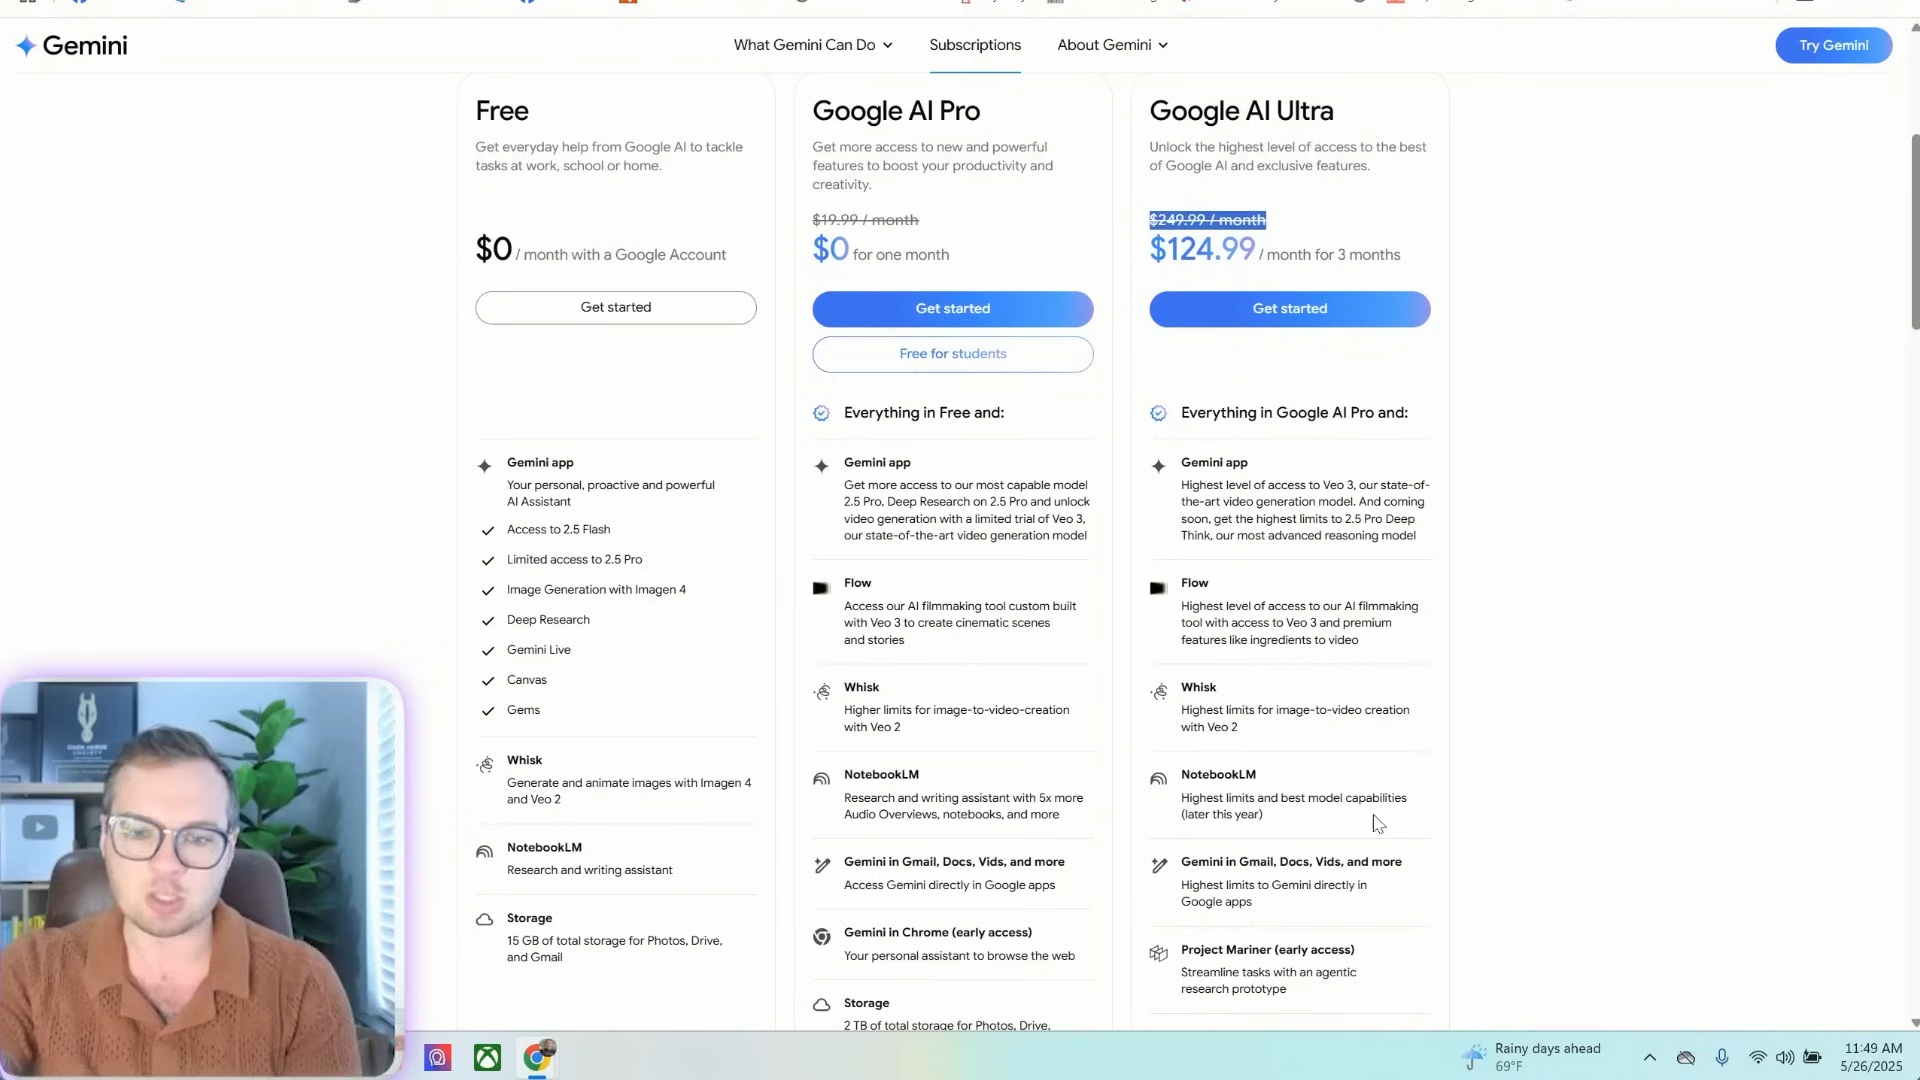 Gemini
What Gemini Can Do
Subscriptions
About Gemini
Try Gemini
Free
Get everyday help from Google AI to tackle
tasks at work, school or home.
$0 / month with a Google Account
Get started
Gemini app
Your personal, proactive and powerful
AI Assistant
Access to 2.5 Flash
Limited access to 2.5 Pro
Image Generation with Imagen 4
Deep Research
Gemini Live
Canvas
Gems
Whisk
Generate and animate images with Imagen 4
and Veo 2
NotebookLM
Research and writing assistant
Storage
15 GB of total storage for Photos, Drive,
and Gmail
Google AI Pro
Get more access to new and powerful
features to boost your productivity and
creativity.
$19.99 / month
$0 for one month
Get started
Free for students
Everything in Free and:
Gemini app
Get more access to our most capable model
2.5 Pro, Deep Research on 2.5 Pro and unlock
video generation with a limited trial of Veo 3,
our state-of-the-art video generation model
Flow
Access our AI filmmaking tool custom built
with Veo 3 to create cinematic scenes
and stories
Whisk
Higher limits for image-to-video-creation
with Veo 2
NotebookLM
Research and writing assistant with 5x more
Audio Overviews, notebooks, and more
Gemini in Gmail, Docs, Vids, and more
Access Gemini directly in Google apps
Gemini in Chrome (early access)
Your personal assistant to browse the web
Storage
2 TB of total storage for Photos, Drive,
Google AI Ultra
Unlock the highest level of access to the best
of Google AI and exclusive features.
$249.99 / month
$124.99 / month for 3 months
Get started
Everything in Google AI Pro and:
Gemini app
Highest level of access to Veo 3, our state-of-
the-art video generation model. And coming
soon, get the highest limits to 2.5 Pro Deep
Think, our most advanced reasoning model
Flow
Highest level of access to our AI filmmaking
tool with access to Veo 3 and premium
features like ingredients to video
Whisk
Highest limits for image-to-video creation
with Veo 2
NotebookLM
Highest limits and best model capabilities
(later this year)
Gemini in Gmail, Docs, Vids, and more
Highest limits to Gemini directly in
Google apps
Project Mariner (early access)
Streamline tasks with an agentic
research prototype
Rainy days ahead
69°F
11:49 AM
5/26/2025